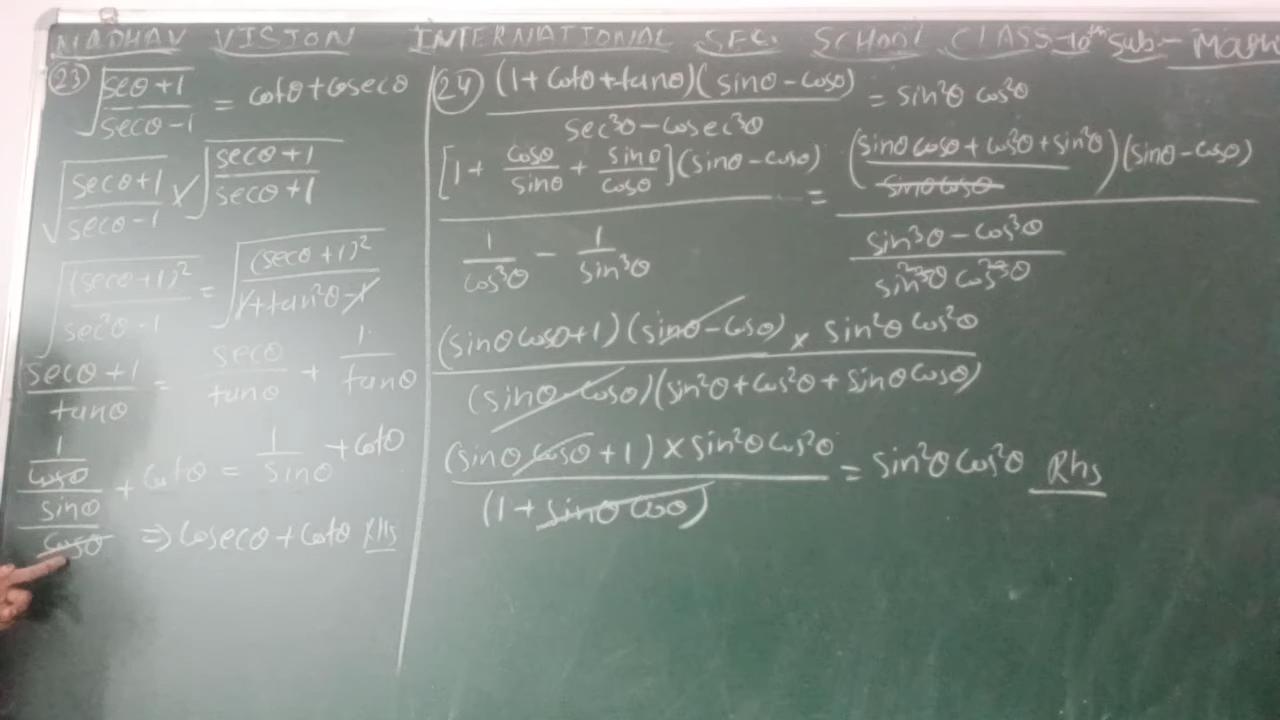 MADHAV VISION INTERNATIONAL SEC. SCHOOL CLASS-10th Sub- Math
(23) √(secθ+1 / secθ-1) = cotθ+cosecθ
√(secθ+1 / secθ-1) × √(secθ+1 / secθ+1)
√((secθ+1)² / sec²θ-1) = √((secθ+1)² / 1+tan²θ-1)
secθ+1 / tanθ = secθ / tanθ + 1 / tanθ
(1 / cosθ) / (sinθ / cosθ) + cotθ = 1 / sinθ + cotθ
⇒ cosecθ+cotθ RHS
(24) (1+cotθ+tanθ)(sinθ-cosθ) / sec³θ-cosec³θ = sin²θ cos²θ
[1+ cosθ / sinθ + sinθ / cosθ](sinθ-cosθ) / (1 / cos³θ - 1 / sin³θ) = (sinθ cosθ+cos²θ+sin²θ / sinθ cosθ)(sinθ-cosθ) / (sin³θ-cos³θ / sin³θ cos³θ)
(sinθ cosθ+1)(sinθ-cosθ) × sin²θ cos²θ / (sinθ-cosθ)(sin²θ+cos²θ+sinθ cosθ)
(sinθ cosθ+1) × sin²θ cos²θ / (1+sinθ cosθ) = sin²θ cos²θ Rhs